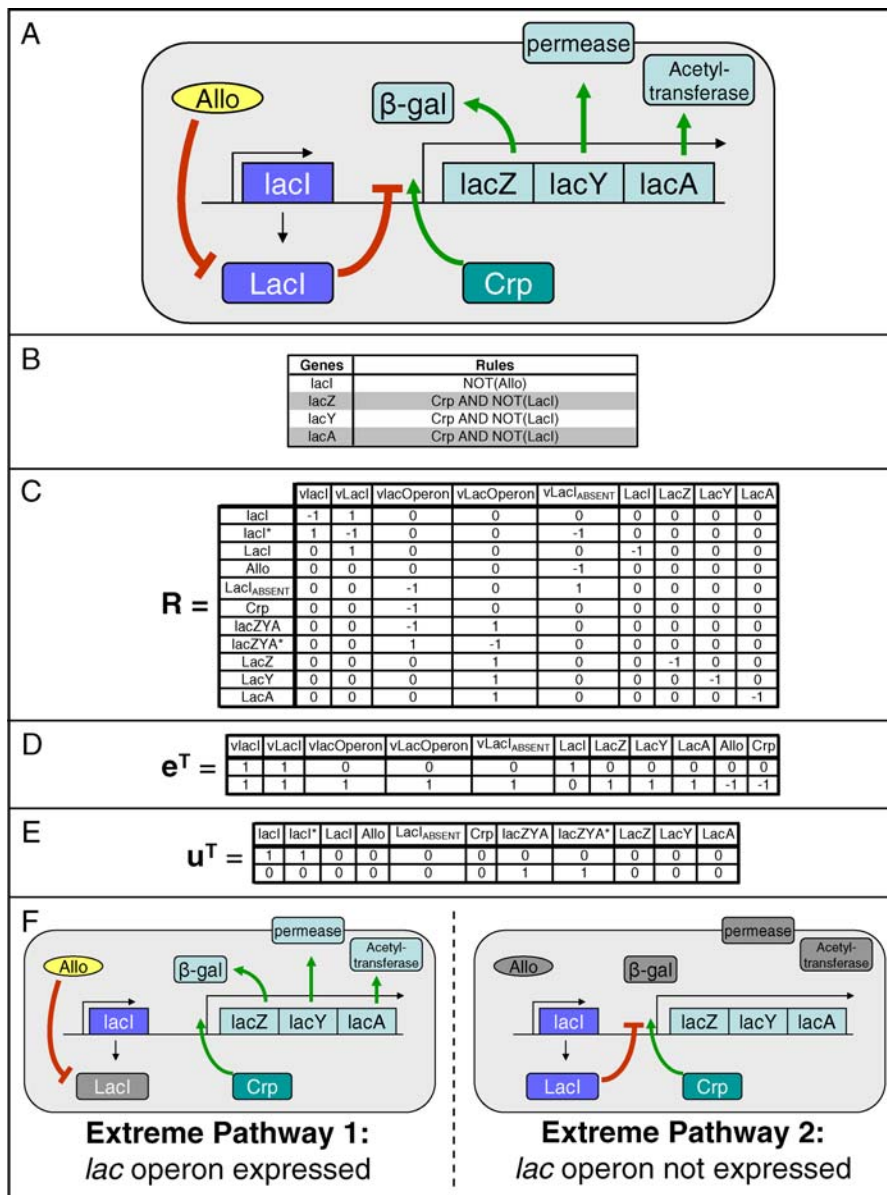 A
permease
Allo
β-gal
Acetyl-
transferase
lacI
lacZ lacY lacA
LacI
Crp
B
Genes Rules
lacI NOT(Allo)
lacZ Crp AND NOT(LacI)
lacY Crp AND NOT(LacI)
lacA Crp AND NOT(LacI)
C
vlacI vLacI vlacOperon vLacOperon vLacI_ABSENT LacI LacZ LacY LacA
R =
lacI -1 1 0 0 0 0 0 0 0
lacI* 1 -1 0 0 -1 0 0 0 0
LacI 0 1 0 0 0 -1 0 0 0
Allo 0 0 0 0 -1 0 0 0 0
LacI_ABSENT 0 0 -1 0 1 0 0 0 0
Crp 0 0 -1 0 0 0 0 0 0
lacZYA 0 0 -1 1 0 0 0 0 0
lacZYA* 0 0 1 -1 0 0 0 0 0
LacZ 0 0 0 1 0 0 -1 0 0
LacY 0 0 0 1 0 0 0 -1 0
LacA 0 0 0 1 0 0 0 0 -1
D
e^T =
vlacI vLacI vlacOperon vLacOperon vLacI_ABSENT LacI LacZ LacY LacA Allo Crp
1 1 0 0 0 1 0 0 0 0 0
1 1 1 1 1 0 1 1 1 -1 -1
E
u^T =
lacI lacI* LacI Allo LacI_ABSENT Crp lacZYA lacZYA* LacZ LacY LacA
1 1 0 0 0 0 0 0 0 0 0
0 0 0 0 0 0 1 1 0 0 0
F
permease
Allo
β-gal
Acetyl-
transferase
lacI
lacZ lacY lacA
LacI
Crp
Extreme Pathway 1:
lac operon expressed
permease
Allo
β-gal
Acetyl-
transferase
lacI
lacZ lacY lacA
LacI
Crp
Extreme Pathway 2:
lac operon not expressed